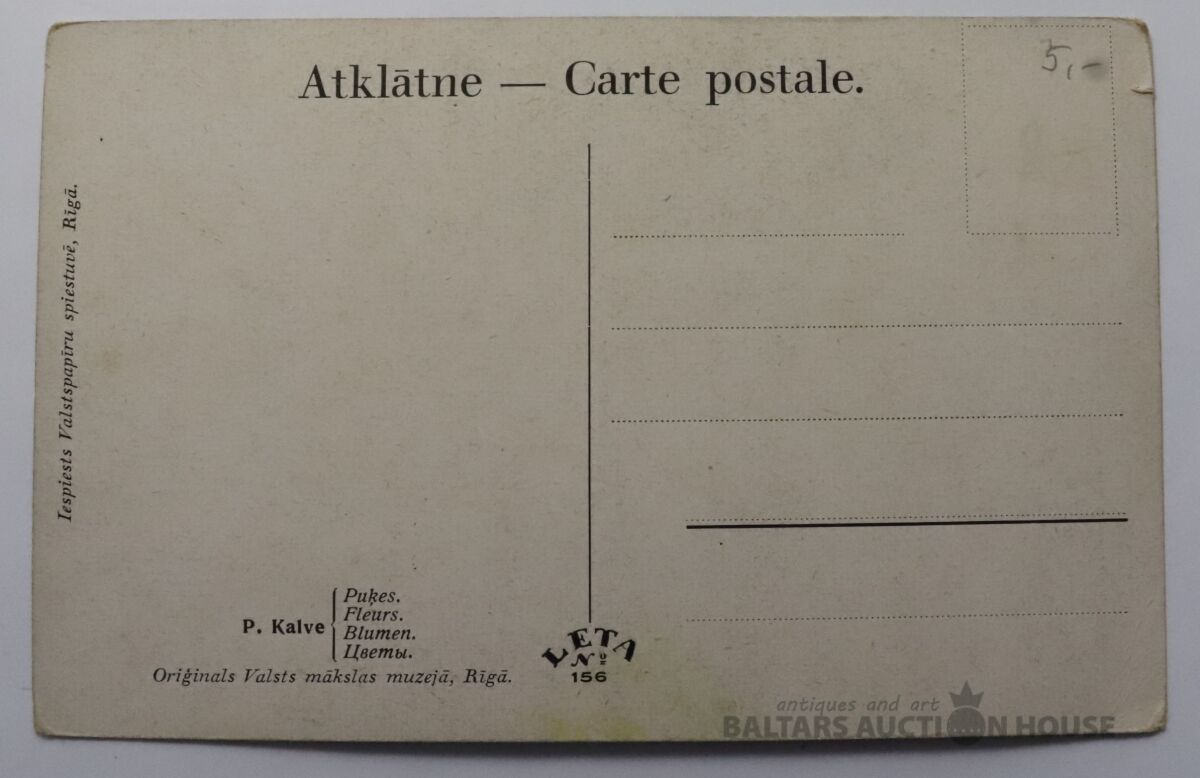 Atklātne — Carte postale.
5,-
Iespiests Valstspapīru spiestuvē, Rīgā.
P. Kalve
Puķes.
Fleurs.
Blumen.
Цветы.
Oriģinals Valsts mākslas muzejā, Rīgā.
LETA
№
156
antiques and art
BALTARS AUCTION HOUSE